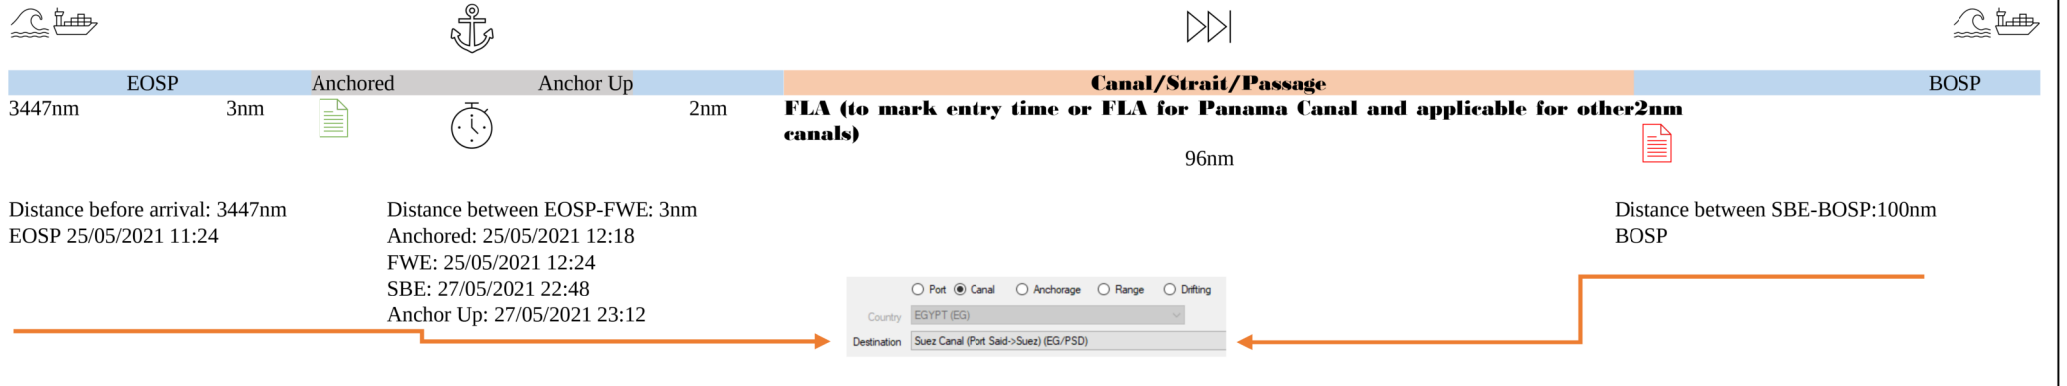 EOSP Anchored Anchor Up Canal/Strait/Passage BOSP
3447nm 3nm 2nm FLA (to mark entry time or FLA for Panama Canal and applicable for other2nm
canals)
96nm
Distance before arrival: 3447nm Distance between EOSP-FWE: 3nm Distance between SBE-BOSP:100nm
EOSP 25/05/2021 11:24 Anchored: 25/05/2021 12:18 BOSP
FWE: 25/05/2021 12:24
SBE: 27/05/2021 22:48
Anchor Up: 27/05/2021 23:12
Port Canal Anchorage Range Drifting
Country EGYPT (EG)
Destination Suez Canal (Port Said->Suez) (EG/PSD)